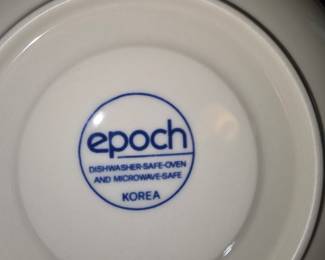 epoch
DISHWASHER-SAFE-OVEN
AND MICROWAVE-SAFE
KOREA